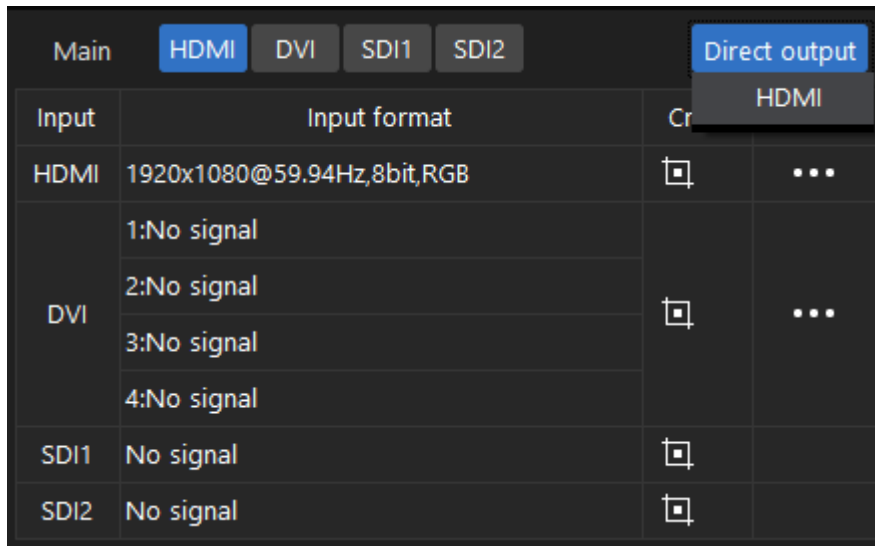 Main HDMI DVI SDI1 SDI2 Direct output
HDMI
Input Input format
HDMI 1920x1080@59.94Hz,8bit,RGB
DVI
1:No signal
2:No signal
3:No signal
4:No signal
SDI1 No signal
SDI2 No signal